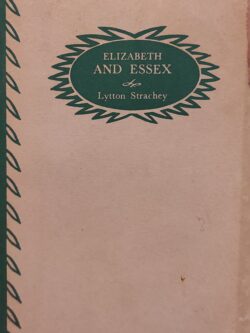 ELIZABETH
AND ESSEX
Lytton Strachey